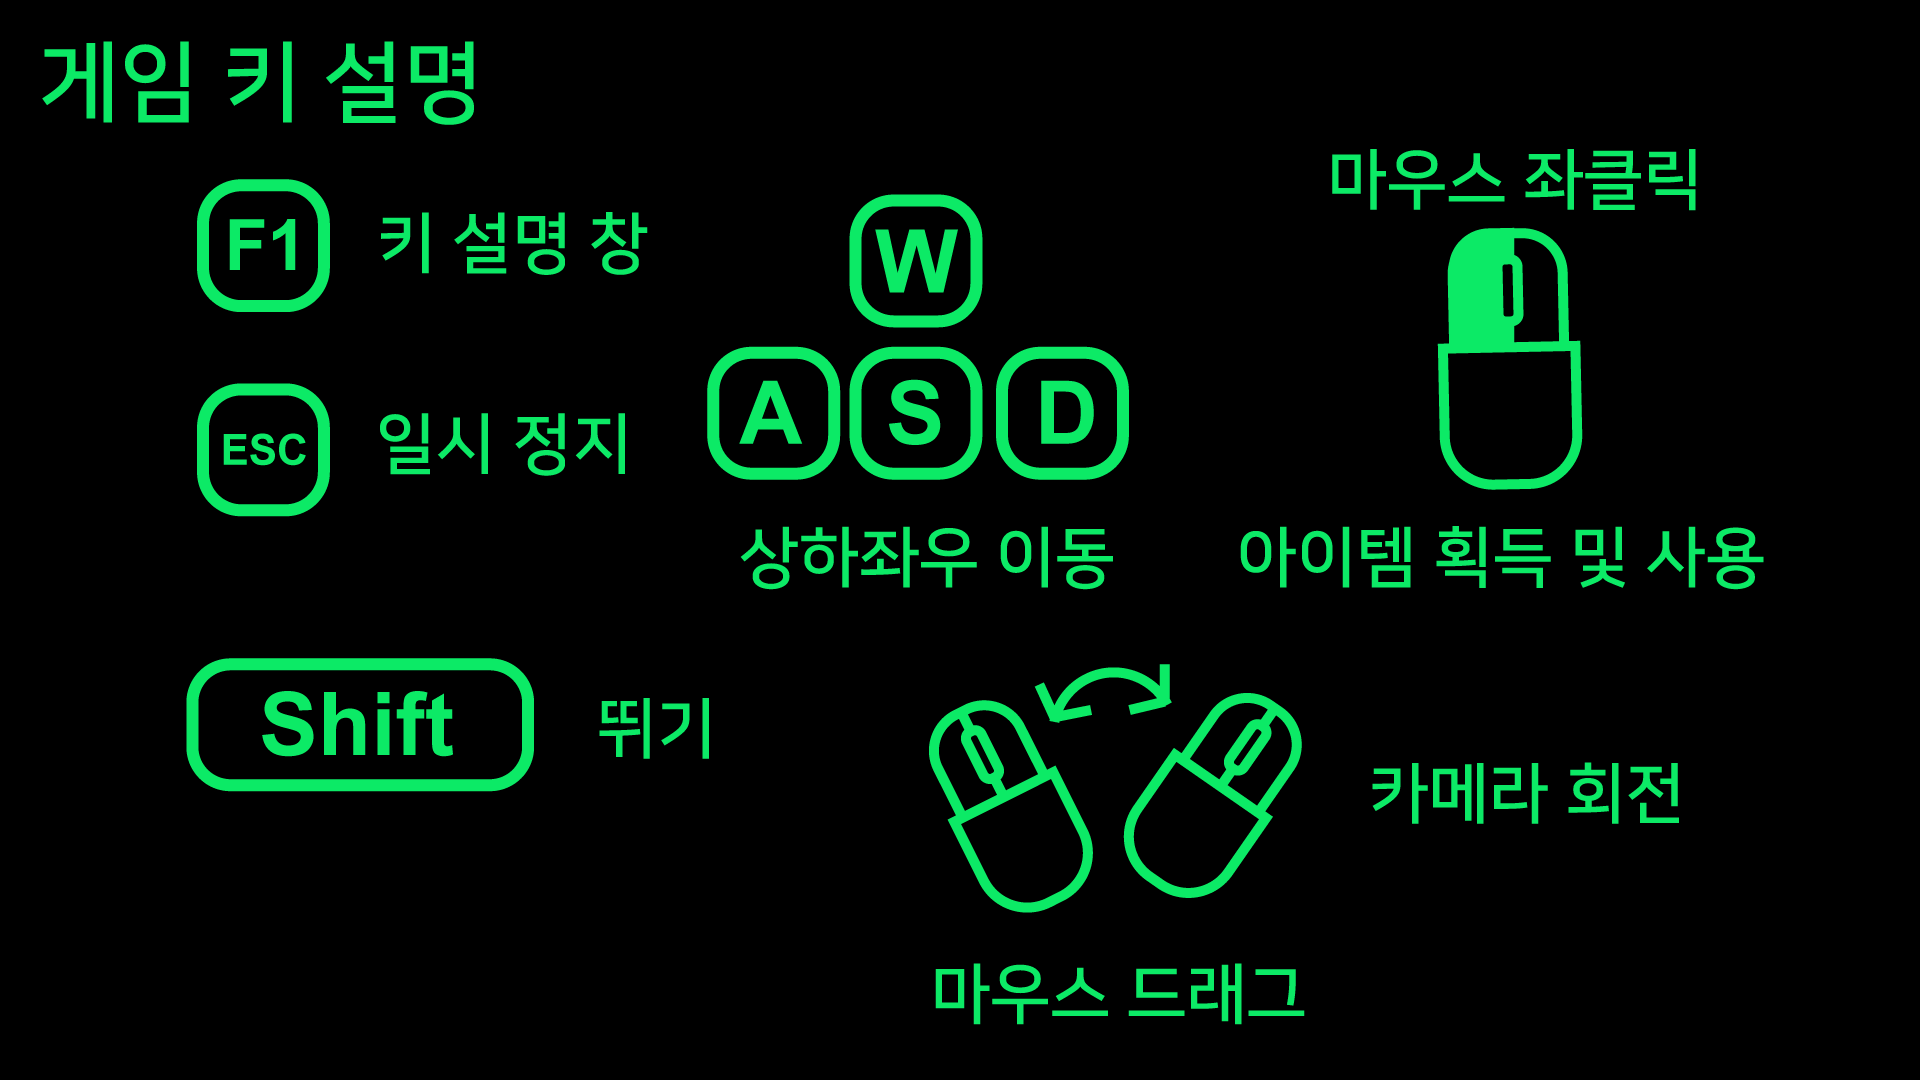 게임 키 설명
F1 키 설명 창
ESC 일시 정지
Shift 뛰기
W
A S D
상하좌우 이동
마우스 좌클릭
아이템 획득 및 사용
카메라 회전
마우스 드래그